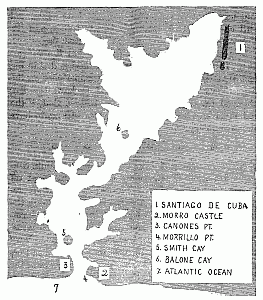 1
6
5
3
2
4
7
1 SANTIAGO DE CUBA
2. MORRO CASTLE
3. CANONES PT.
4. MORRILLO PT.
5. SMITH CAY
6. BALONE CAY
7. ATLANTIC OCEAN